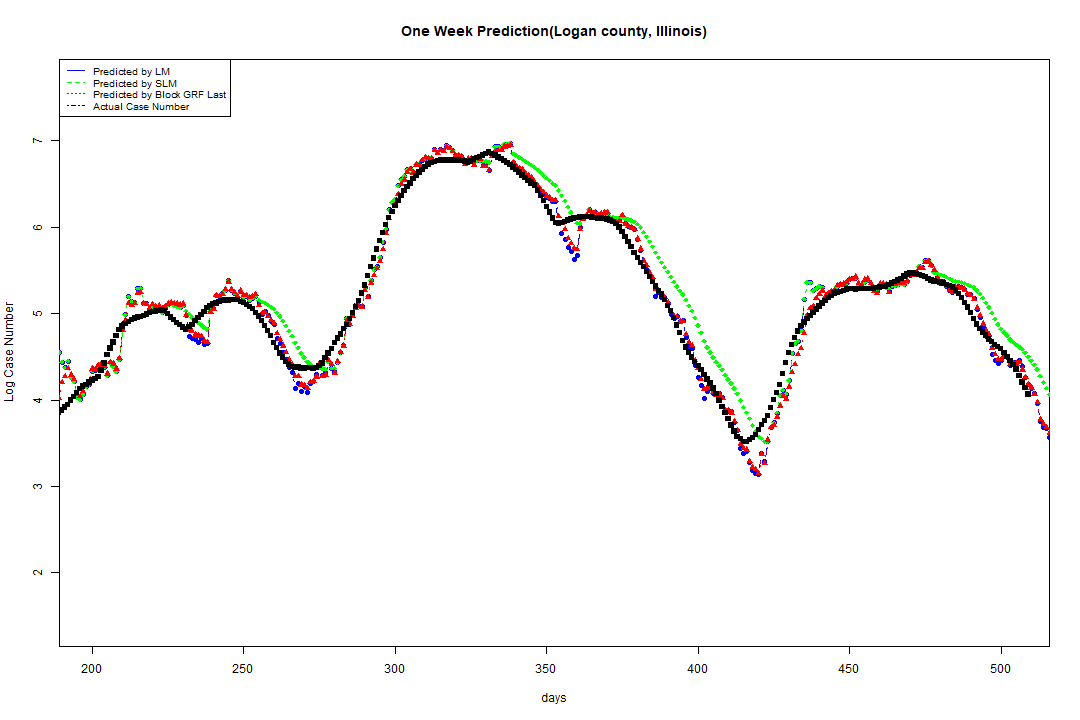 One Week Prediction(Logan county, Illinois)
Predicted by LM
Predicted by SLM
Predicted by Block GRF Last
Actual Case Number
7
6
5
4
3
2
Log Case Number
200 250 300 350 400 450 500
days